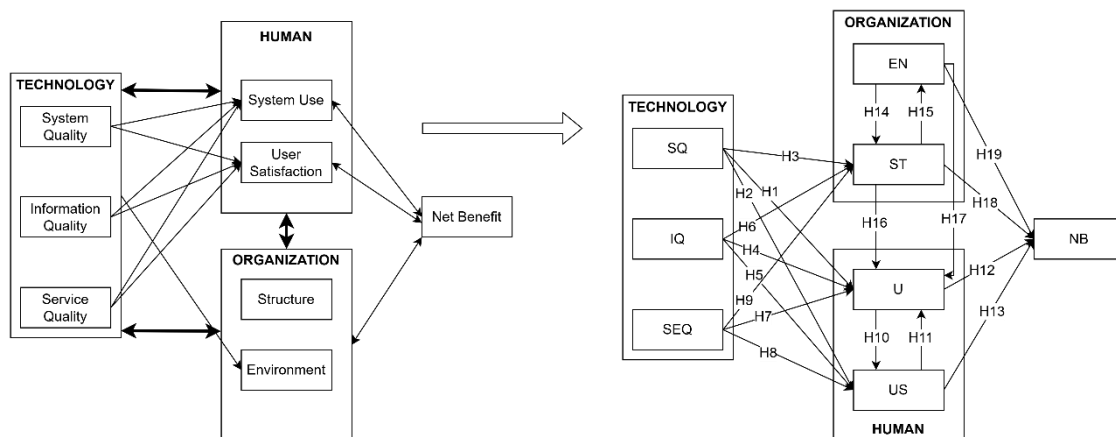 HUMAN
TECHNOLOGY
System Use
System
Quality
User
Satisfaction
Information
Quality
Net Benefit
ORGANIZATION
Structure
Service
Quality
Environment
ORGANIZATION
EN
TECHNOLOGY
H14
H15
SQ
H3
ST
H19
H2
H1
H18
H6
H16
H17
IQ
H4
NB
H5
U
H12
H9
H7
H13
SEQ
H10
H11
H8
US
HUMAN